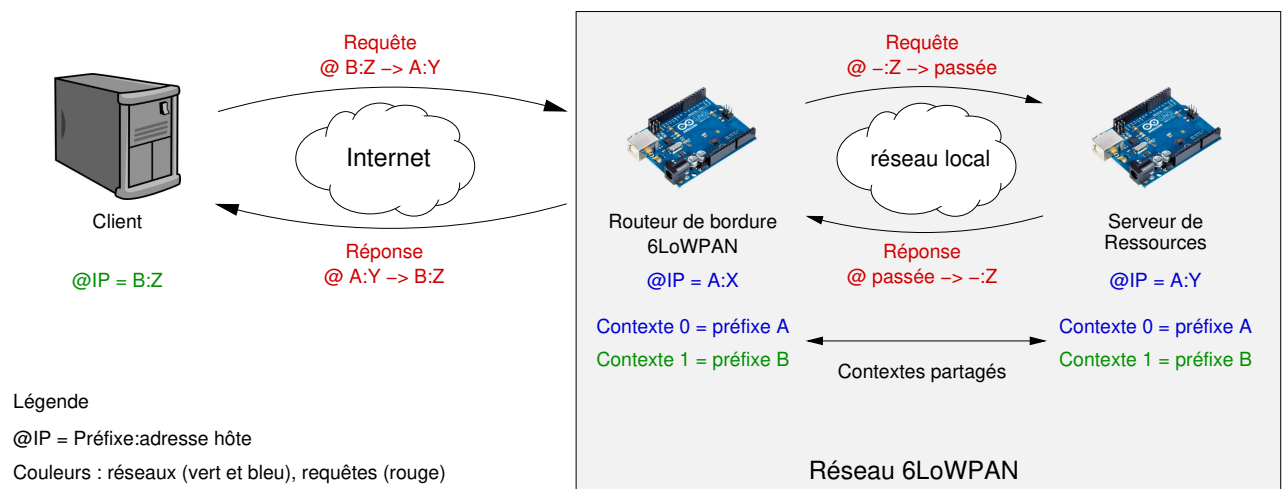 Requête
@ B:Z −> A:Y
Internet
Réponse
@ A:Y −> B:Z
Client
@IP = B:Z
Requête
@ −:Z −> passée
réseau local
Réponse
@ passée −> −:Z
Routeur de bordure
6LoWPAN
@IP = A:X
Contexte 0 = préfixe A
Contexte 1 = préfixe B
Contextes partagés
Serveur de
Ressources
@IP = A:Y
Contexte 0 = préfixe A
Contexte 1 = préfixe B
Légende
@IP = Préfixe:adresse hôte
Couleurs : réseaux (vert et bleu), requêtes (rouge)
Réseau 6LoWPAN